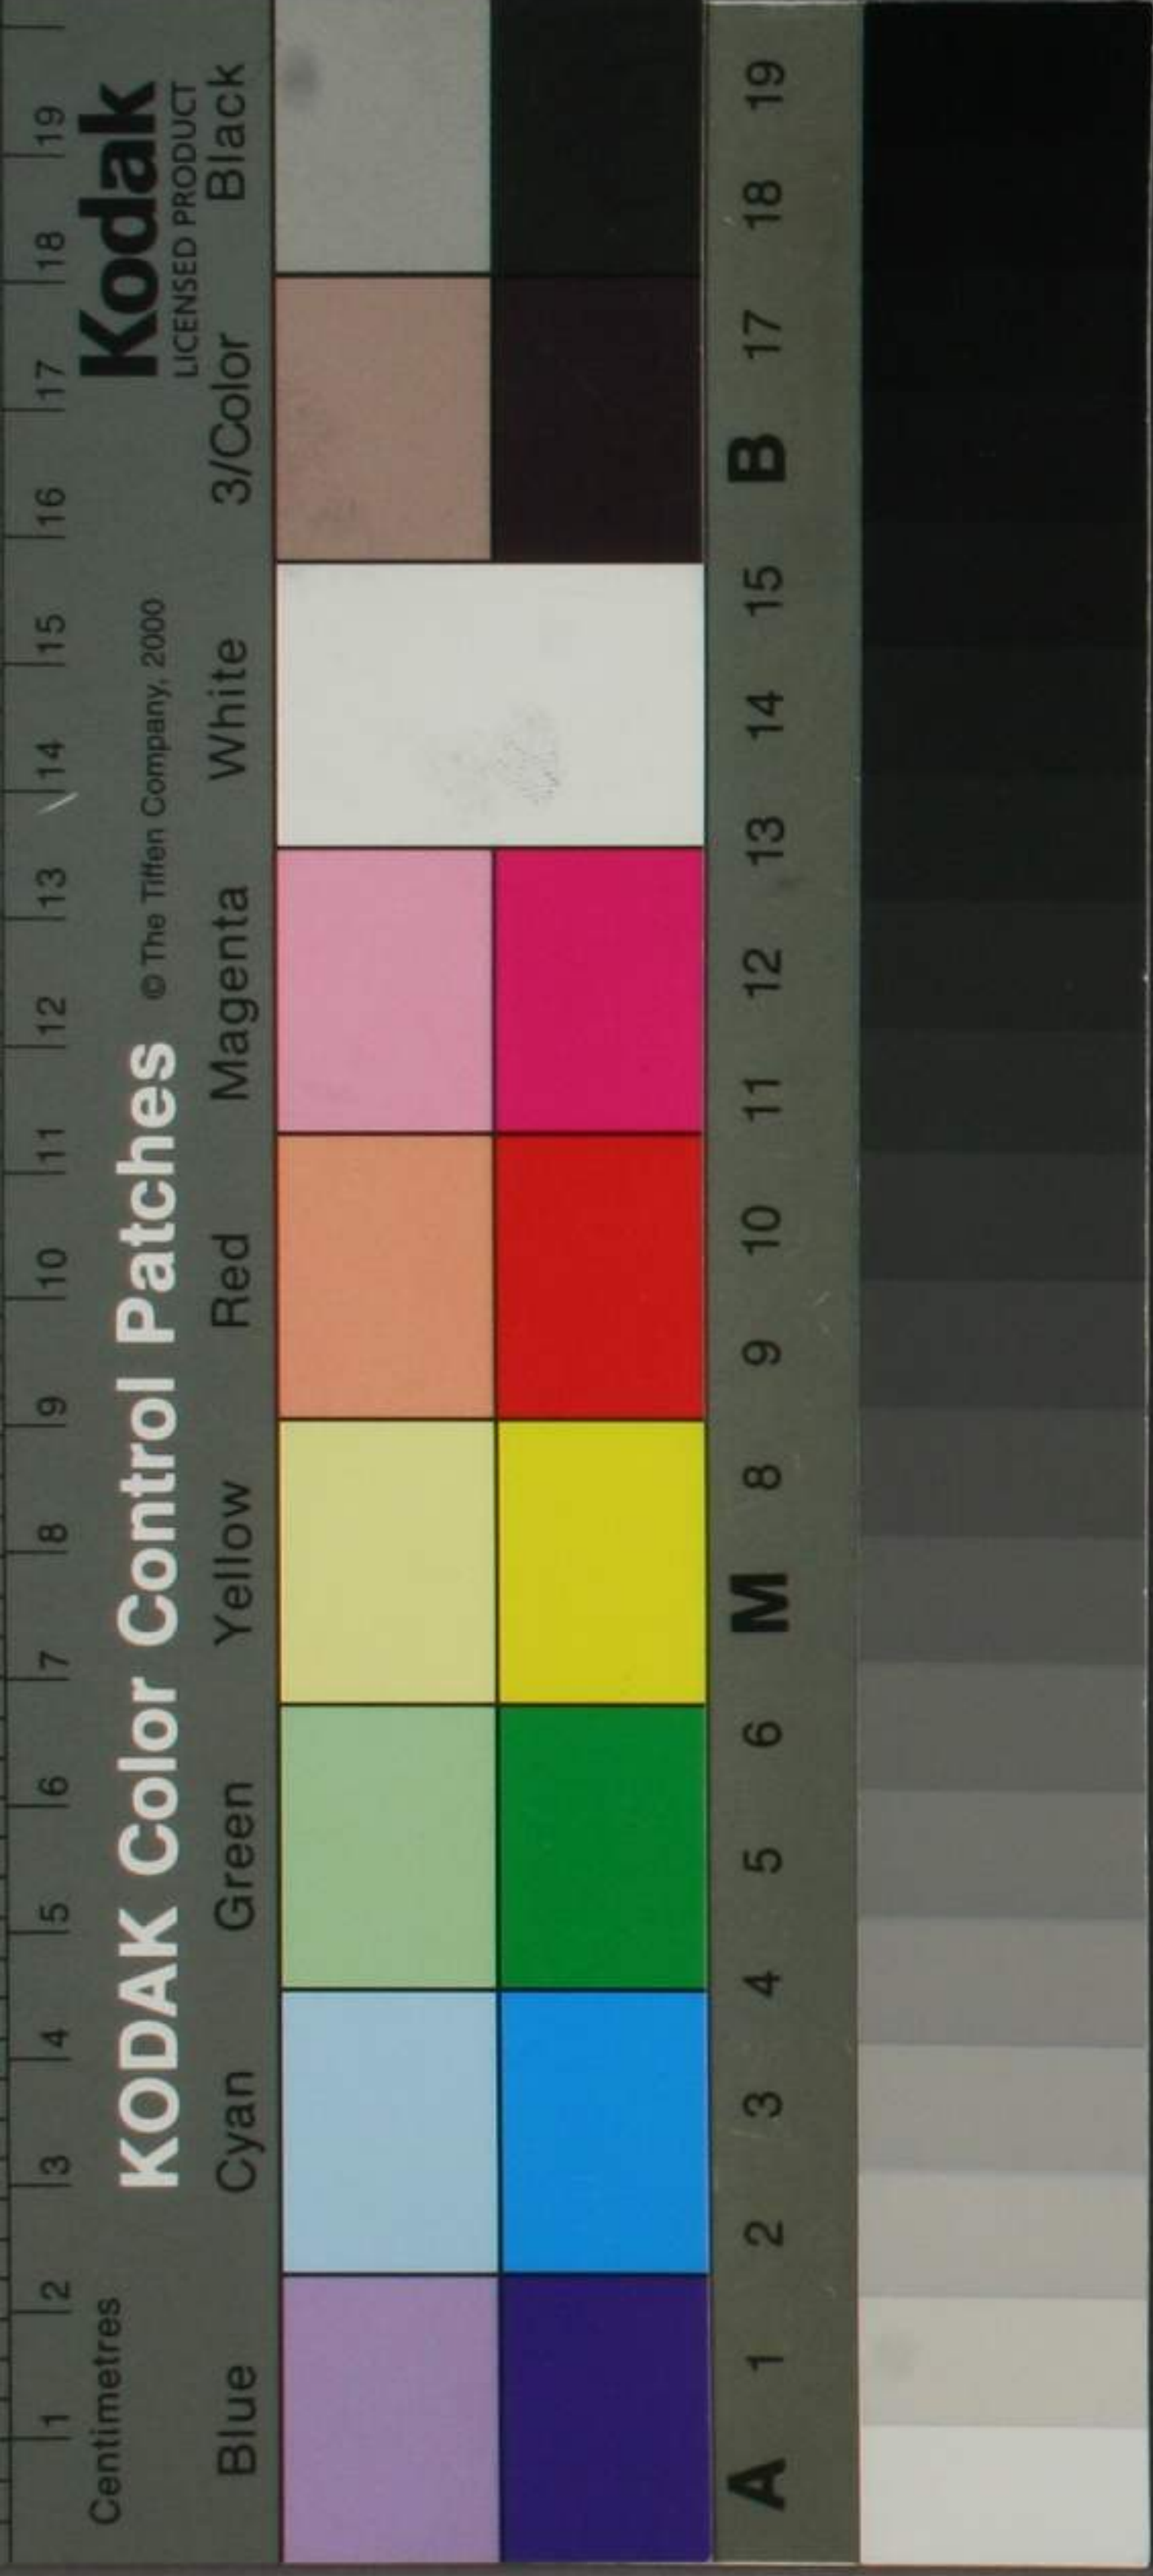 Centimetres
1 2 3 4 5 6 7 8 9 10 11 12 13 14 15 16 17 18 19
KODAK Color Control Patches © The Tiffen Company, 2000 Kodak
LICENSED PRODUCT
Blue Cyan Green Yellow Red Magenta White 3/Color Black
A 1 2 3 4 5 6 M 8 9 10 11 12 13 14 15 B 17 18 19